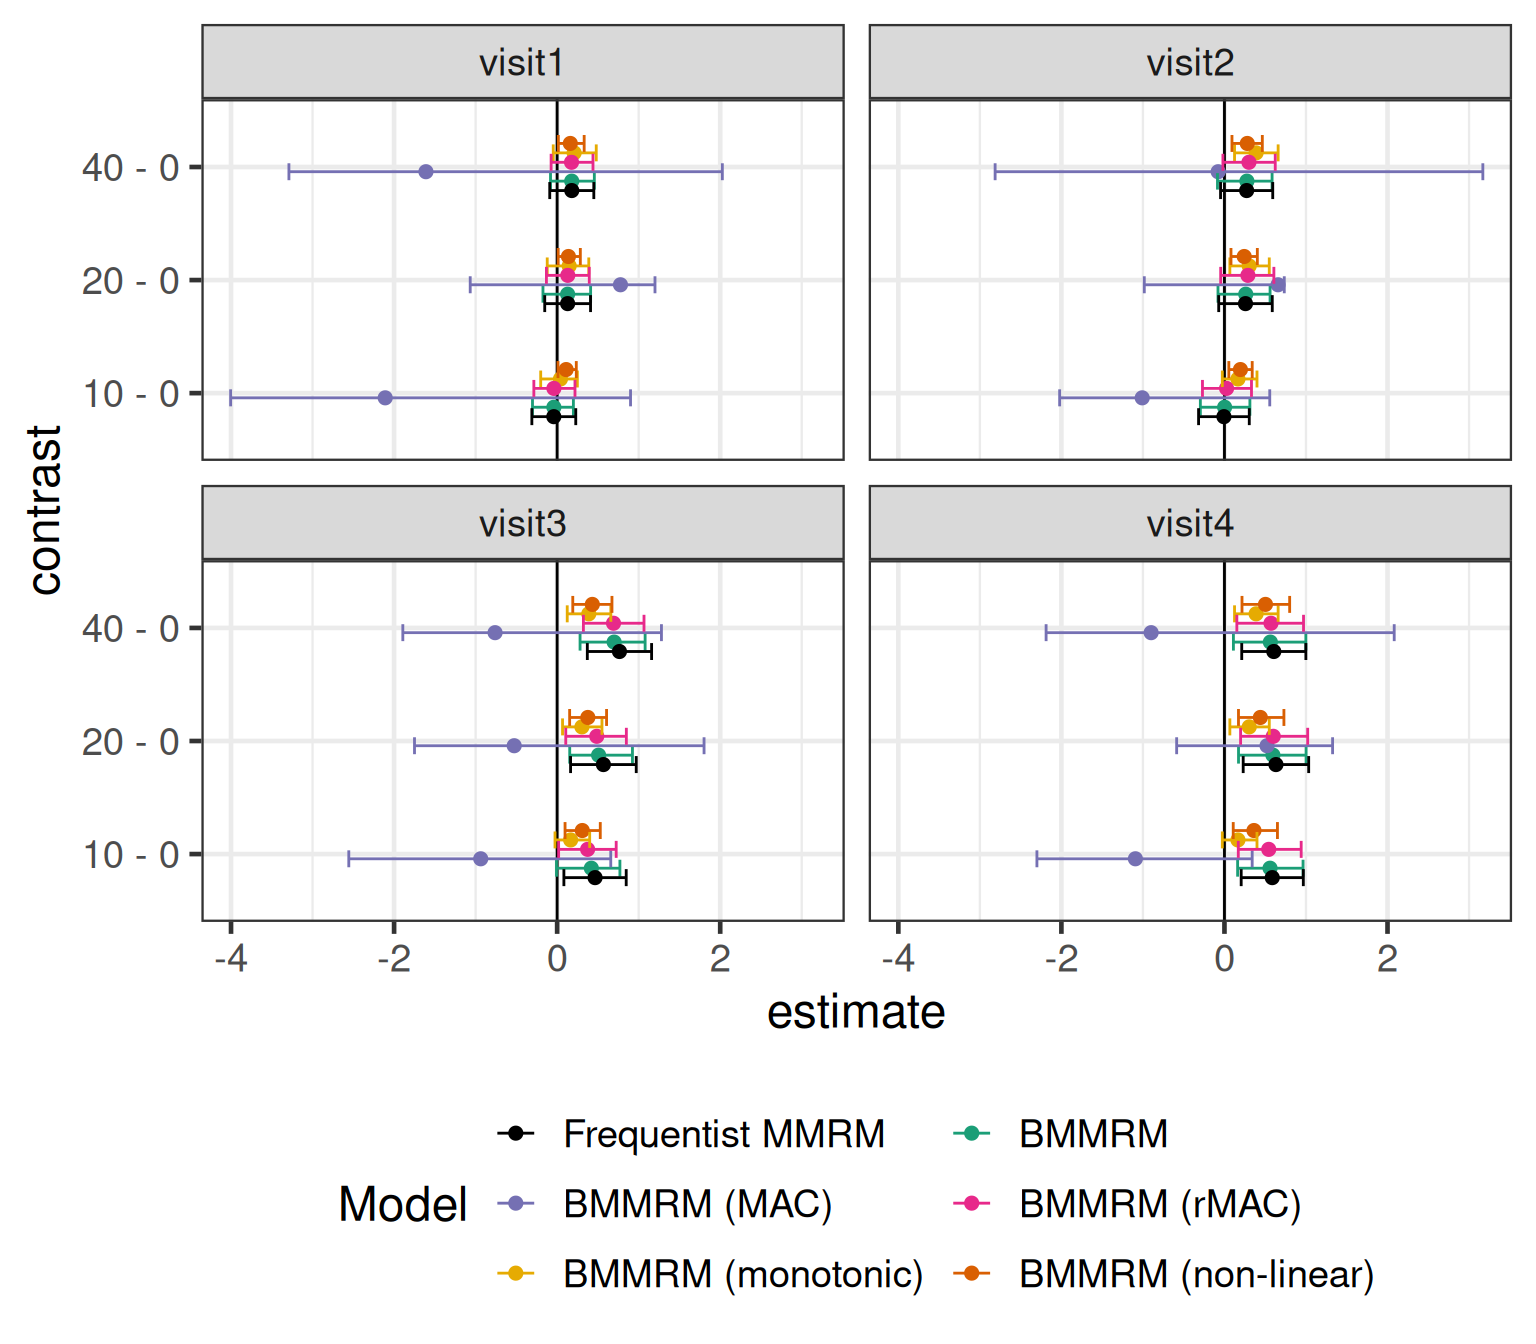 visit1
visit2
40 - 0
20 - 0
10 - 0
contrast
visit3
visit4
40 - 0
20 - 0
10 - 0
-4 -2 0 2 -4 -2 0 2
estimate
Model
Frequentist MMRM
BMMRM
BMMRM (MAC)
BMMRM (rMAC)
BMMRM (monotonic)
BMMRM (non-linear)